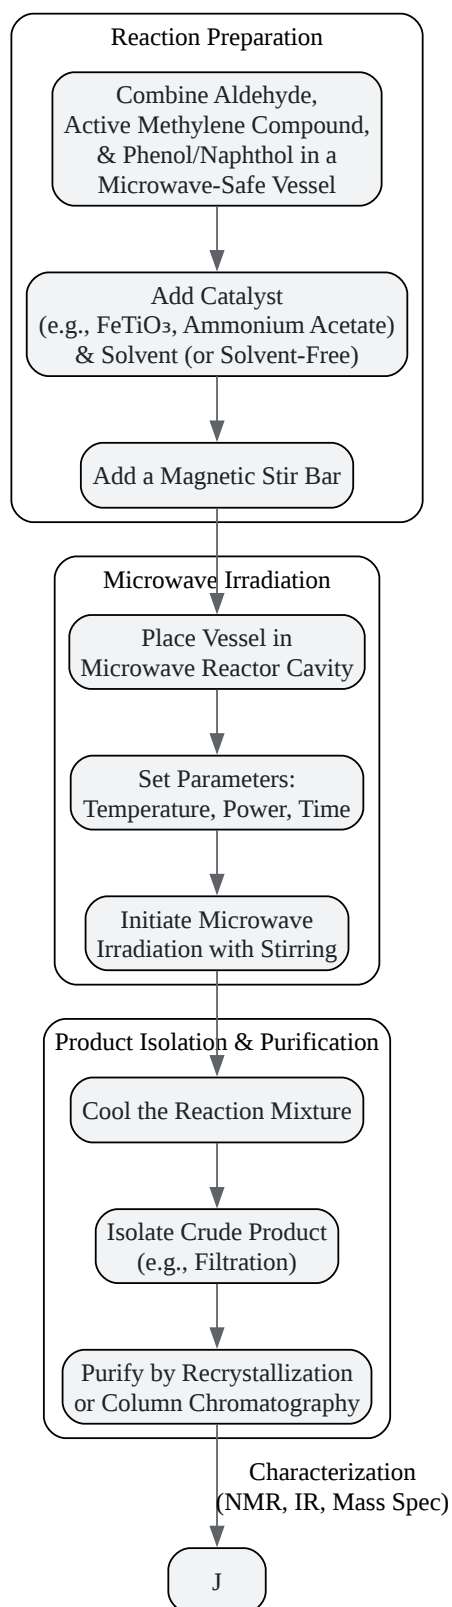 Reaction Preparation
Combine Aldehyde,
Active Methylene Compound,
& Phenol/Naphthol in a
Microwave-Safe Vessel
Add Catalyst
(e.g., FeTiO₃, Ammonium Acetate)
& Solvent (or Solvent-Free)
Add a Magnetic Stir Bar
Microwave Irradiation
Place Vessel in
Microwave Reactor Cavity
Set Parameters:
Temperature, Power, Time
Initiate Microwave
Irradiation with Stirring
Product Isolation & Purification
Cool the Reaction Mixture
Isolate Crude Product
(e.g., Filtration)
Purify by Recrystallization
or Column Chromatography
Characterization
(NMR, IR, Mass Spec)
J